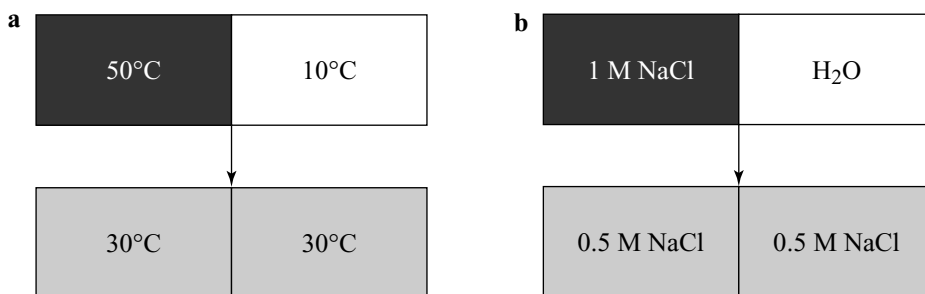 a
50°C 10°C
30°C 30°C
b
1 M NaCl H₂O
0.5 M NaCl 0.5 M NaCl